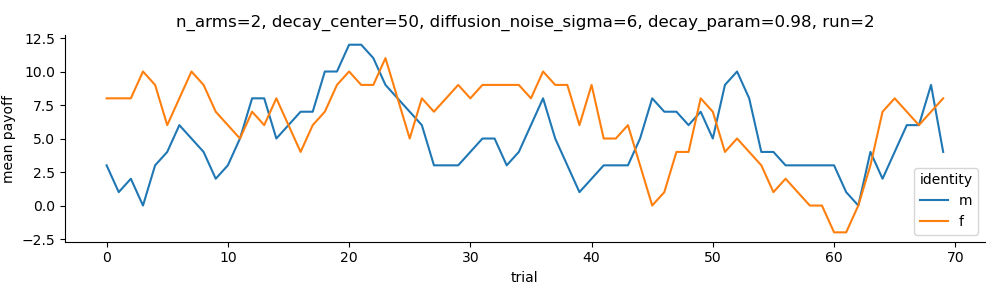 n_arms=2, decay_center=50, diffusion_noise_sigma=6, decay_param=0.98, run=2
mean payoff
12.5
10.0
7.5
5.0
2.5
0.0
−2.5
identity
m
f
0 10 20 30 40 50 60 70
trial